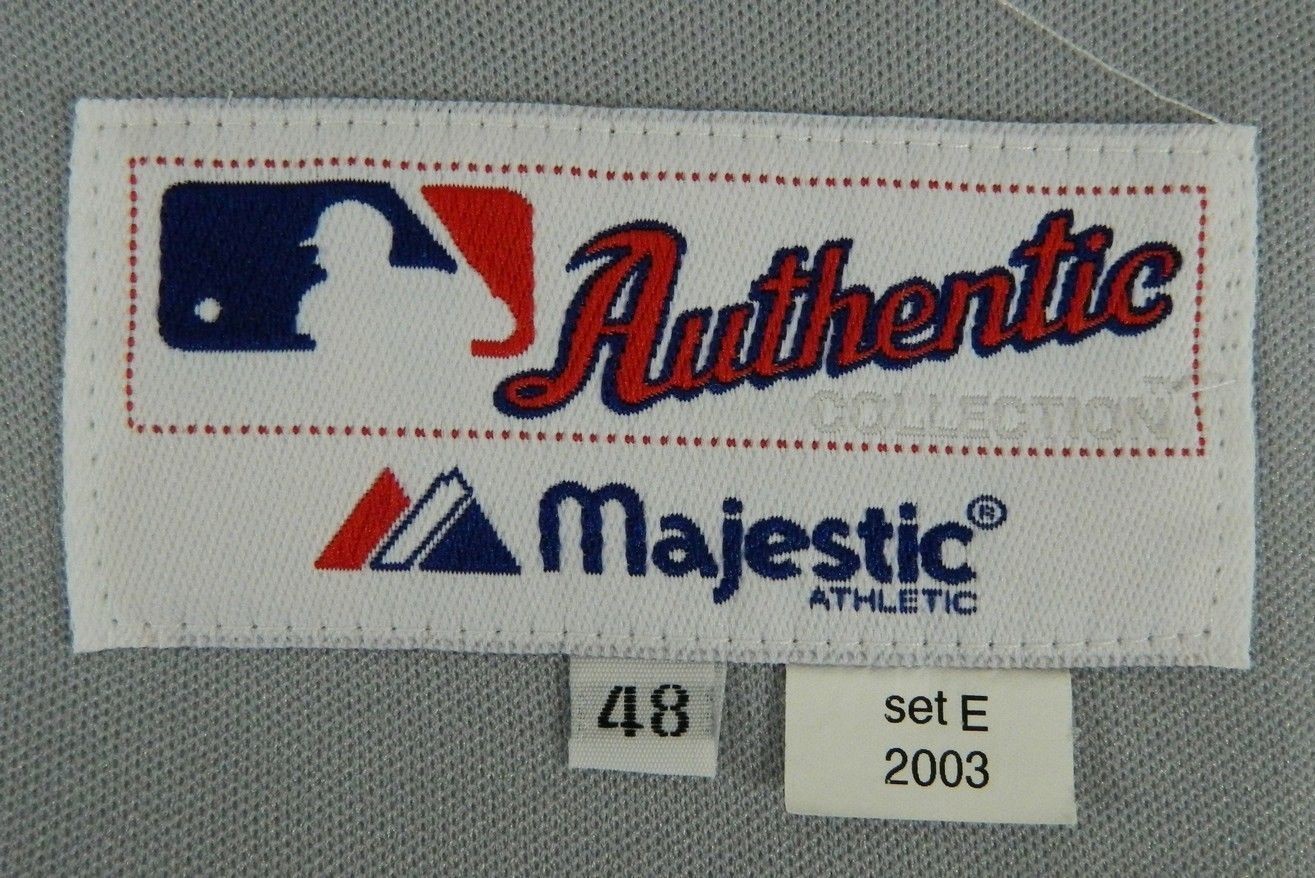 Authentic
COLLECTION
Majestic®
ATHLETIC
48
set E
2003